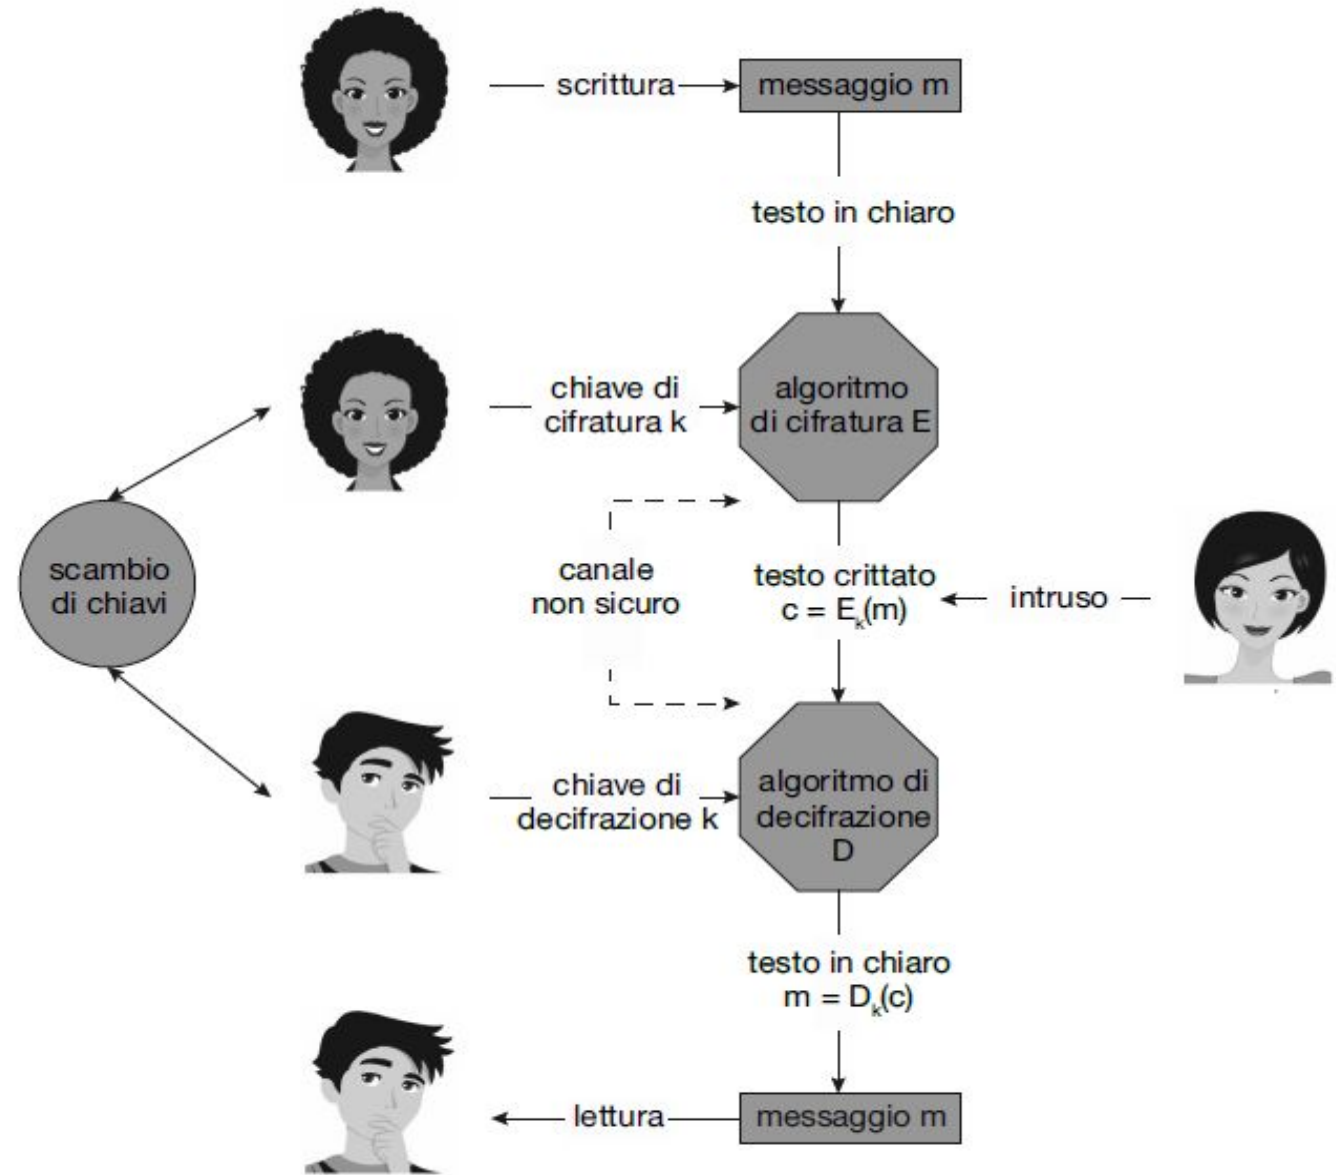 scrittura
messaggio m
testo in chiaro
chiave di
cifratura k
algoritmo
di cifratura E
scambio
di chiavi
canale
non sicuro
testo crittato
c = Eₖ(m)
intruso
chiave di
decifrazione k
algoritmo di
decifrazione
D
testo in chiaro
m = Dₖ(c)
lettura
messaggio m